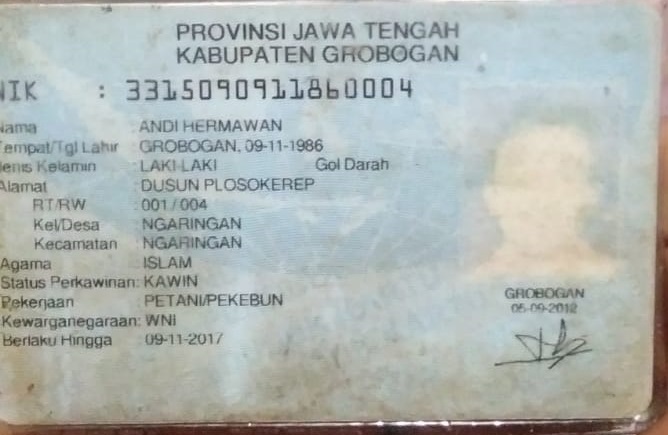 PROVINSI JAWA TENGAH
KABUPATEN GROBOGAN
NIK : 3315090911860004
Nama : ANDI HERMAWAN
Tempat/Tgl Lahir : GROBOGAN, 09-11-1986
Jenis Kelamin : LAKI-LAKI Gol Darah
Alamat : DUSUN PLOSOKEREP
RT/RW : 001 / 004
Kel/Desa : NGARINGAN
Kecamatan : NGARINGAN
Agama : ISLAM
Status Perkawinan: KAWIN
Pekerjaan : PETANI/PEKEBUN
Kewarganegaraan: WNI
Berlaku Hingga : 09-11-2017
GROBOGAN
05-09-2012